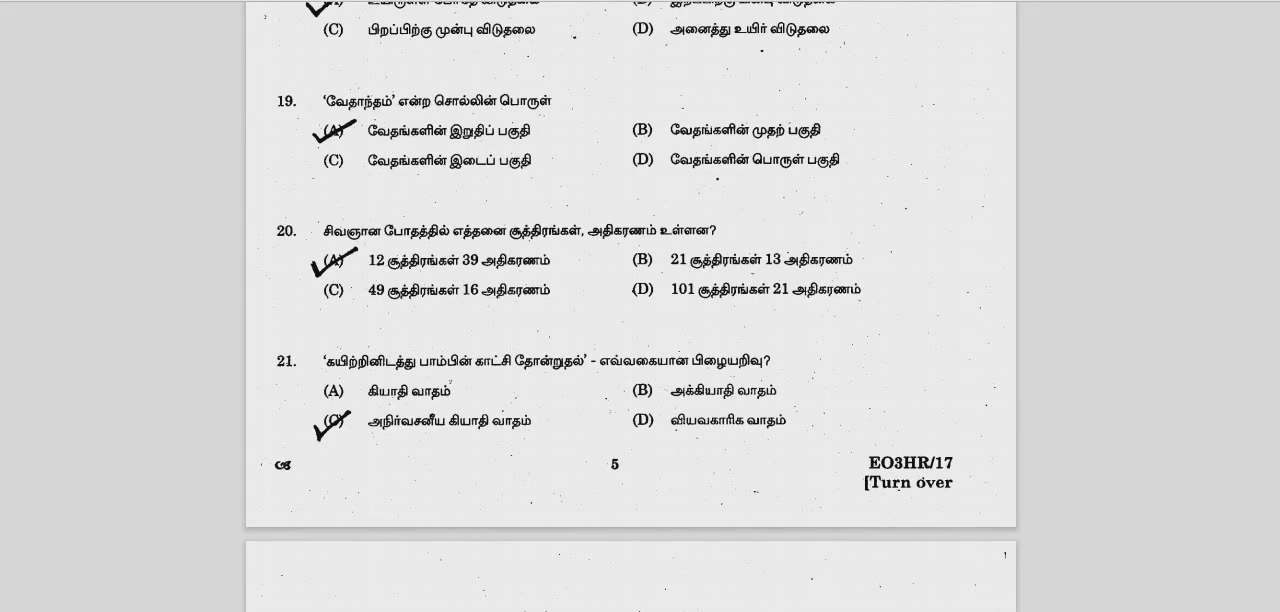 (C) பிறப்பிற்கு முன்பு விடுதலை (D) அனைத்து உயிர் விடுதலை
19. 'வேதாந்தம்' என்ற சொல்லின் பொருள்
(A) வேதங்களின் இறுதிப் பகுதி (B) வேதங்களின் முதற் பகுதி
(C) வேதங்களின் இடைப் பகுதி (D) வேதங்களின் பொருள் பகுதி
20. சிவஞான போதத்தில் எத்தனை சூத்திரங்கள், அதிகரணம் உள்ளன?
(A) 12 சூத்திரங்கள் 39 அதிகரணம் (B) 21 சூத்திரங்கள் 13 அதிகரணம்
(C) 49 சூத்திரங்கள் 16 அதிகரணம் (D) 101 சூத்திரங்கள் 21 அதிகரணம்
21. 'கயிற்றினிடத்து பாம்பின் காட்சி தோன்றுதல்' - எவ்வகையான பிழையறிவு?
(A) கியாதி வாதம் (B) அக்கியாதி வாதம்
(C) அநிர்வசனீய கியாதி வாதம் (D) வியவகாரிக வாதம்
5 EO3HR/17
[Turn over